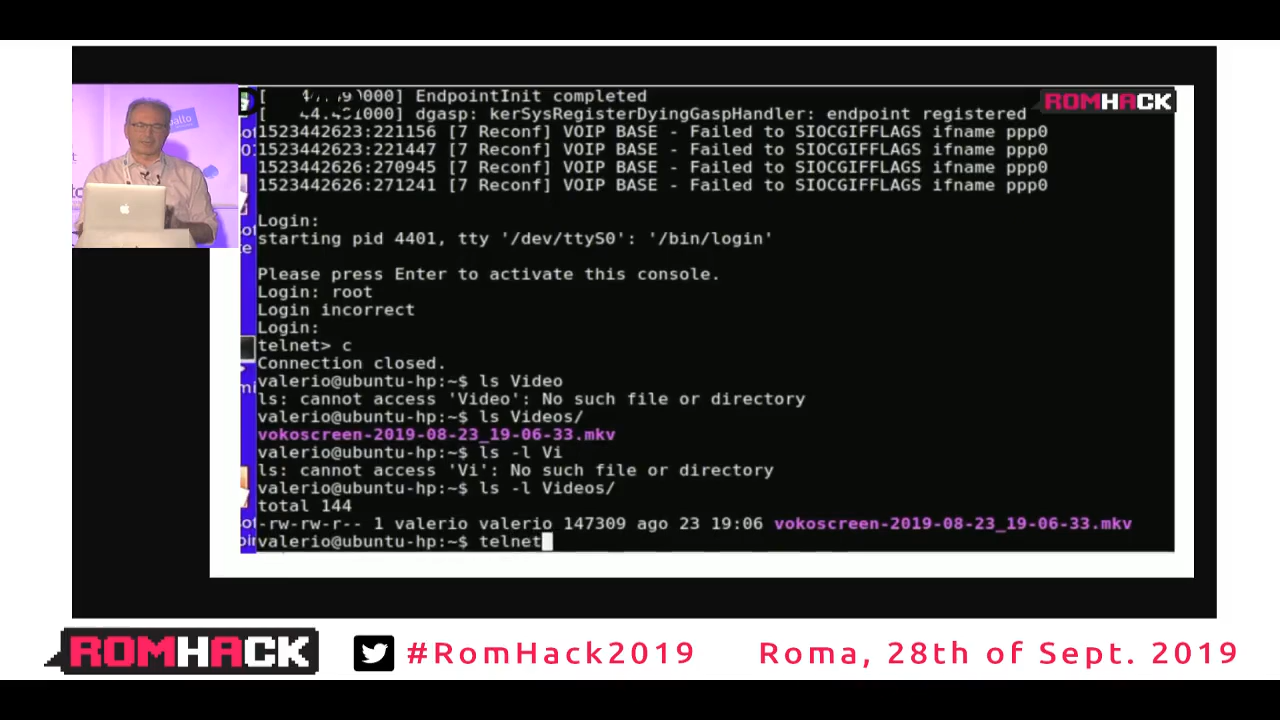 [ 44.490000] EndpointInit completed
[ 44.491000] dgasp: kerSysRegisterDyingGaspHandler: endpoint registered
1523442623:221156 [7 Reconf] VOIP BASE - Failed to SIOCGIFFLAGS ifname ppp0
1523442623:221447 [7 Reconf] VOIP BASE - Failed to SIOCGIFFLAGS ifname ppp0
1523442626:270945 [7 Reconf] VOIP BASE - Failed to SIOCGIFFLAGS ifname ppp0
1523442626:271241 [7 Reconf] VOIP BASE - Failed to SIOCGIFFLAGS ifname ppp0
Login:
starting pid 4401, tty '/dev/ttyS0': '/bin/login'
Please press Enter to activate this console.
Login: root
Login incorrect
Login:
telnet> c
Connection closed.
valerio@ubuntu-hp:~$ ls Video
ls: cannot access 'Video': No such file or directory
valerio@ubuntu-hp:~$ ls Videos/
vokoscreen-2019-08-23_19-06-33.mkv
valerio@ubuntu-hp:~$ ls -l Vi
ls: cannot access 'Vi': No such file or directory
valerio@ubuntu-hp:~$ ls -l Videos/
total 144
-rw-rw-r-- 1 valerio valerio 147309 ago 23 19:06 vokoscreen-2019-08-23_19-06-33.mkv
valerio@ubuntu-hp:~$ telnet
ROMHACK
ROMHACK #RomHack2019 Roma, 28th of Sept. 2019